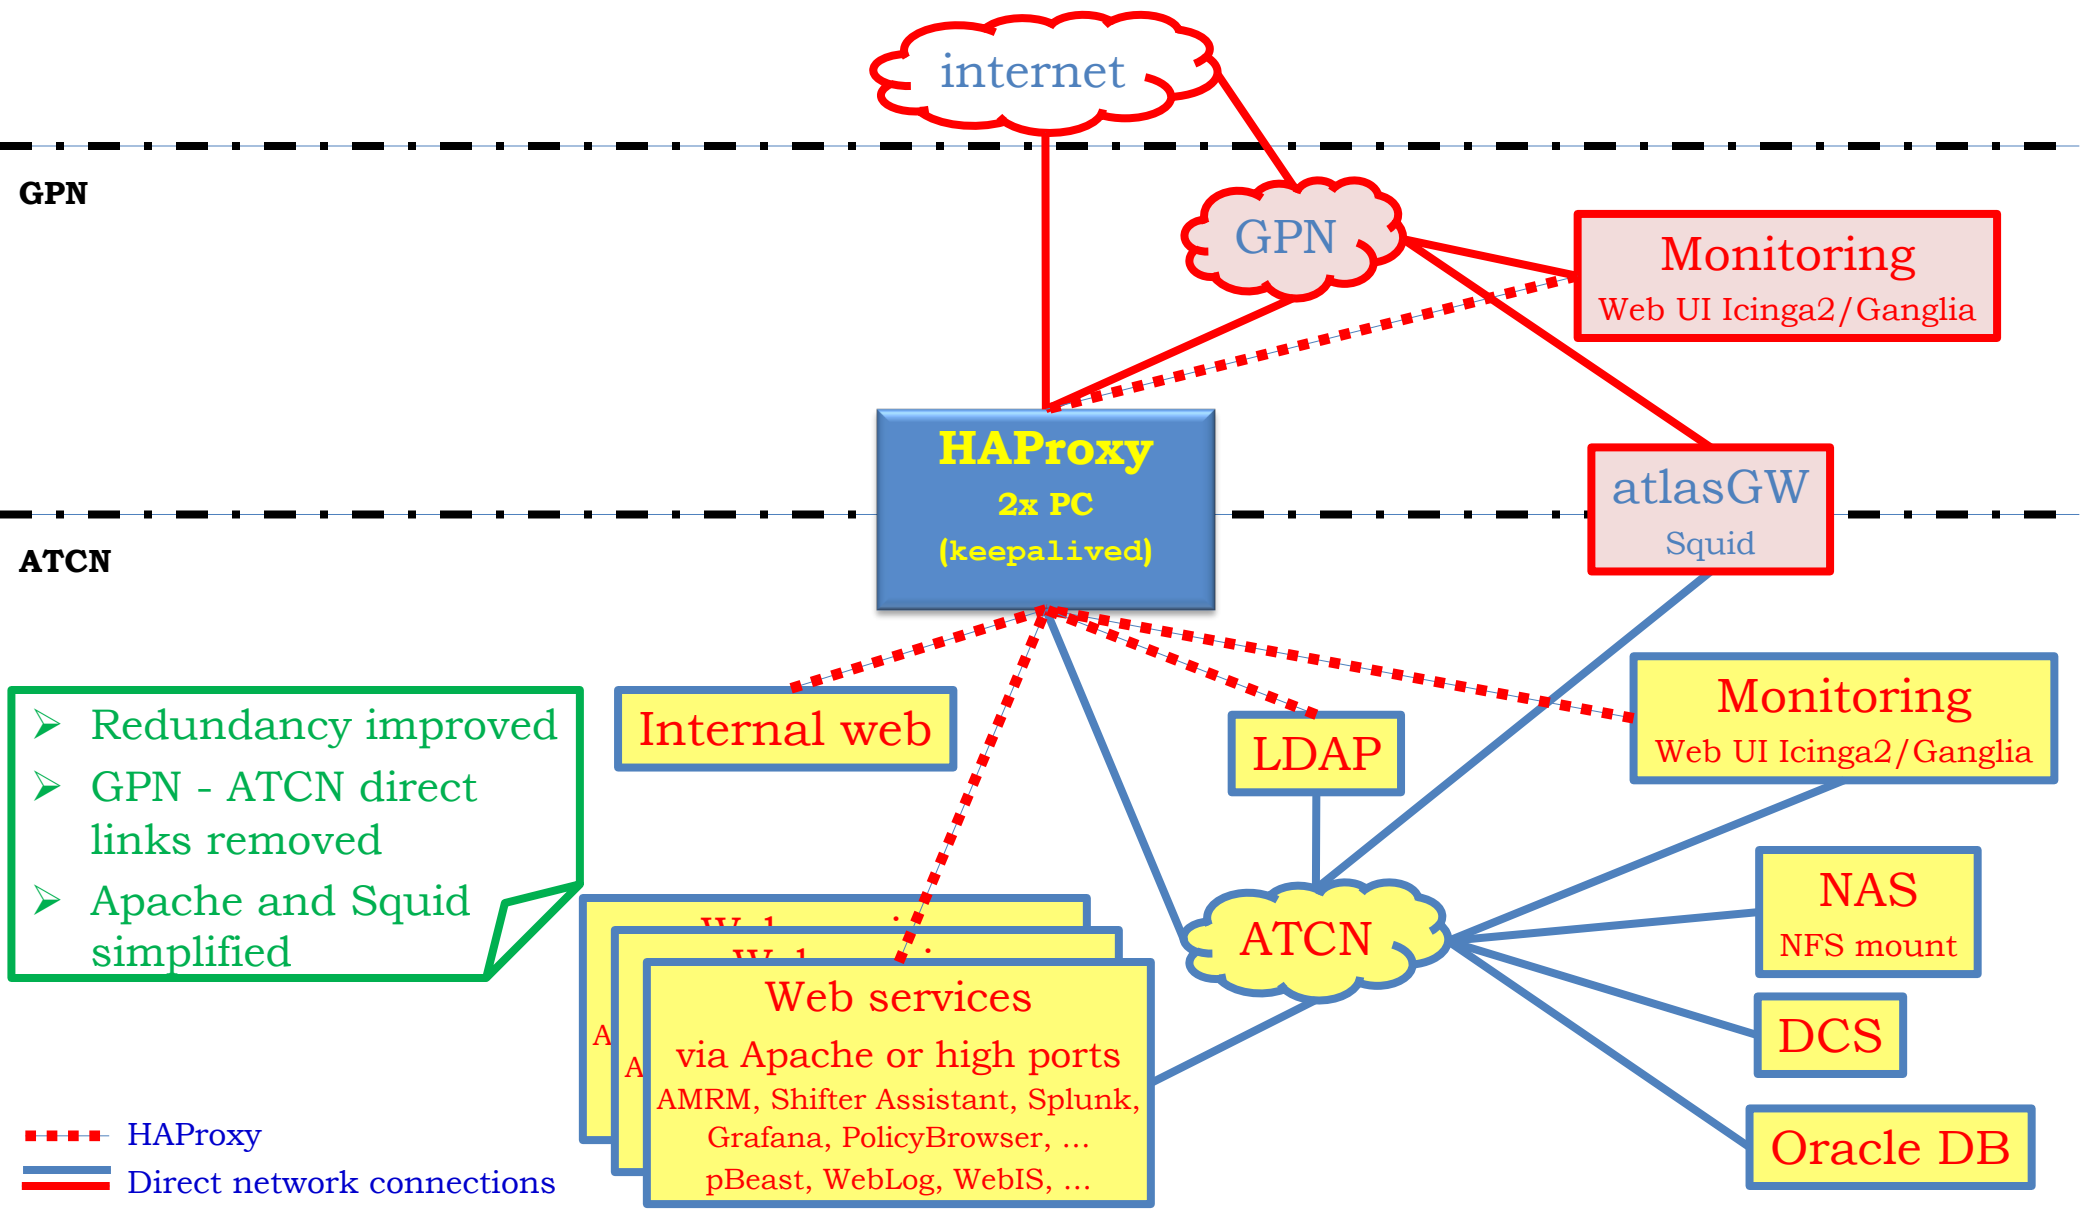 internet
GPN
GPN
Monitoring
Web UI Icinga2/Ganglia
HAProxy
2x PC
(keepalived)
atlasGW
Squid
ATCN
Redundancy improved
GPN - ATCN direct
links removed
Apache and Squid
simplified
Internal web
LDAP
Monitoring
Web UI Icinga2/Ganglia
ATCN
NAS
NFS mount
DCS
Oracle DB
A
A
Web services
via Apache or high ports
AMRM, Shifter Assistant, Splunk,
Grafana, PolicyBrowser, ...
pBeast, WebLog, WebIS, ...
HAProxy
Direct network connections